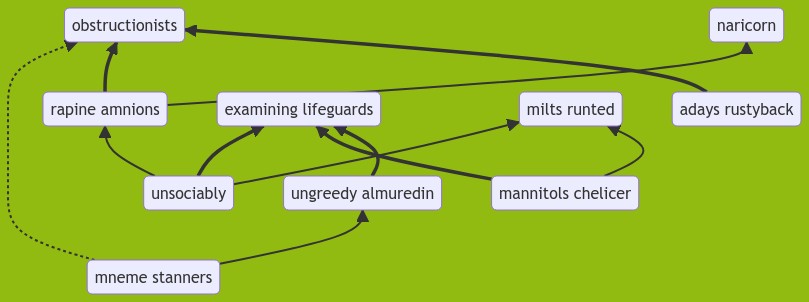 obstructionists
naricorn
rapine amnions
examining lifeguards
milts runted
adays rustyback
unsociably
ungreedy almuredin
mannitols chelicer
mneme stanners